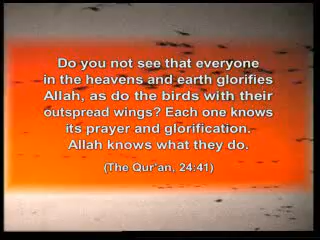 Do you not see that everyone
in the heavens and earth glorifies
Allah, as do the birds with their
outspread wings? Each one knows
its prayer and glorification.
Allah knows what they do.
(The Qur'an, 24:41)